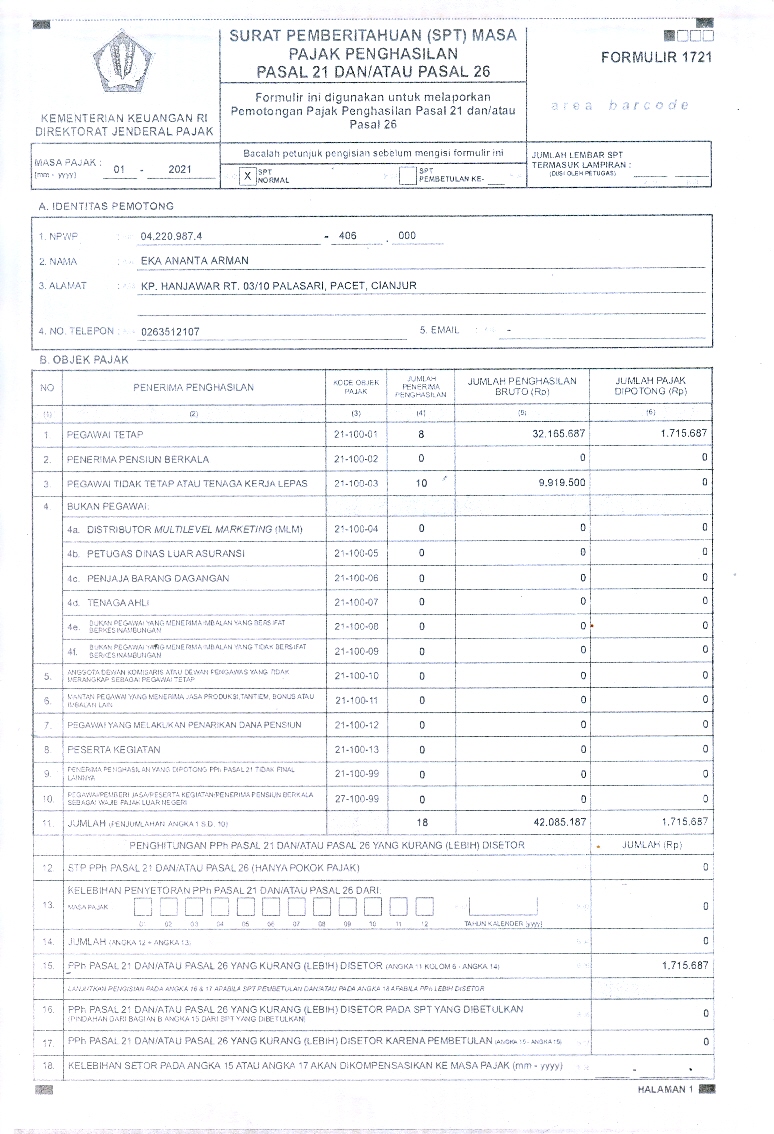 SURAT PEMBERITAHUAN (SPT) MASA
PAJAK PENGHASILAN
PASAL 21 DAN/ATAU PASAL 26
FORMULIR 1721
Formulir ini digunakan untuk melaporkan
Pemotongan Pajak Penghasilan Pasal 21 dan/atau
Pasal 26
area barcode
KEMENTERIAN KEUANGAN RI
DIREKTORAT JENDERAL PAJAK
MASA PAJAK :
(mm - yyyy)
01 - 2021
Bacalah petunjuk pengisian sebelum mengisi formulir ini
X SPT NORMAL
SPT PEMBETULAN KE-
JUMLAH LEMBAR SPT
TERMASUK LAMPIRAN :
(DIISI OLEH PETUGAS)
A. IDENTITAS PEMOTONG
1. NPWP : 04.220.987.4 - 406 . 000
2. NAMA : EKA ANANTA ARMAN
3. ALAMAT : KP. HANJAWAR RT. 03/10 PALASARI, PACET, CIANJUR
4. NO. TELEPON : 0263512107 5. EMAIL : -
B. OBJEK PAJAK
NO PENERIMA PENGHASILAN KODE OBJEK PAJAK JUMLAH PENERIMA PENGHASILAN JUMLAH PENGHASILAN BRUTO (Rp) JUMLAH PAJAK DIPOTONG (Rp)
(1) (2) (3) (4) (5) (6)
1 PEGAWAI TETAP 21-100-01 8 32.165.687 1.715.687
2. PENERIMA PENSIUN BERKALA 21-100-02 0 0 0
3. PEGAWAI TIDAK TETAP ATAU TENAGA KERJA LEPAS 21-100-03 10 9.919.500 0
4 BUKAN PEGAWAI:
4a. DISTRIBUTOR MULTILEVEL MARKETING (MLM) 21-100-04 0 0 0
4b. PETUGAS DINAS LUAR ASURANSI 21-100-05 0 0 0
4c. PENJAJA BARANG DAGANGAN 21-100-06 0 0 0
4d. TENAGA AHLI 21-100-07 0 0 0
4e. BUKAN PEGAWAI YANG MENERIMA IMBALAN YANG BERSIFAT BERKESINAMBUNGAN 21-100-08 0 0 0
4f. BUKAN PEGAWAI YANG MENERIMA IMBALAN YANG TIDAK BERSIFAT BERKESINAMBUNGAN 21-100-09 0 0 0
5. ANGGOTA DEWAN KOMISARIS ATAU DEWAN PENGAWAS YANG TIDAK MERANGKAP SEBAGAI PEGAWAI TETAP 21-100-10 0 0 0
6. MANTAN PEGAWAI YANG MENERIMA JASA PRODUKSI, TANTIEM, BONUS ATAU IMBALAN LAIN 21-100-11 0 0 0
7. PEGAWAI YANG MELAKUKAN PENARIKAN DANA PENSIUN 21-100-12 0 0 0
8 PESERTA KEGIATAN 21-100-13 0 0 0
9. PENERIMA PENGHASILAN YANG DIPOTONG PPh PASAL 21 TIDAK FINAL LAINNYA 21-100-99 0 0 0
10. PEGAWAI/PEMBERI JASA/PESERTA KEGIATAN/PENERIMA PENSIUN BERKALA SEBAGAI WAJIB PAJAK LUAR NEGERI 27-100-99 0 0 0
11. JUMLAH (PENJUMLAHAN ANGKA 1 S.D. 10) 18 42.085.187 1.715.687
PENGHITUNGAN PPh PASAL 21 DAN/ATAU PASAL 26 YANG KURANG (LEBIH) DISETOR JUMLAH (Rp)
12 STP PPh PASAL 21 DAN/ATAU PASAL 26 (HANYA POKOK PAJAK) 0
13. KELEBIHAN PENYETORAN PPh PASAL 21 DAN/ATAU PASAL 26 DARI: 0
MASA PAJAK
01 02 03 04 05 06 07 08 09 10 11 12 TAHUN KALENDER (yyyy)
14. JUMLAH (ANGKA 12 + ANGKA 13) 0
15. PPh PASAL 21 DAN/ATAU PASAL 26 YANG KURANG (LEBIH) DISETOR (ANGKA 11 KOLOM 6 - ANGKA 14) 1.715.687
LANJUTKAN PENGISIAN PADA ANGKA 16 & 17 APABILA SPT PEMBETULAN DAN/ATAU PADA ANGKA 18 APABILA PPh LEBIH DISETOR
16. PPh PASAL 21 DAN/ATAU PASAL 26 YANG KURANG (LEBIH) DISETOR PADA SPT YANG DIBETULKAN 0
(PINDAHAN DARI BAGIAN B ANGKA 15 DARI SPT YANG DIBETULKAN)
17. PPh PASAL 21 DAN/ATAU PASAL 26 YANG KURANG (LEBIH) DISETOR KARENA PEMBETULAN (ANGKA 15 - ANGKA 16) 0
18. KELEBIHAN SETOR PADA ANGKA 15 ATAU ANGKA 17 AKAN DIKOMPENSASIKAN KE MASA PAJAK (mm - yyyy) -
HALAMAN 1